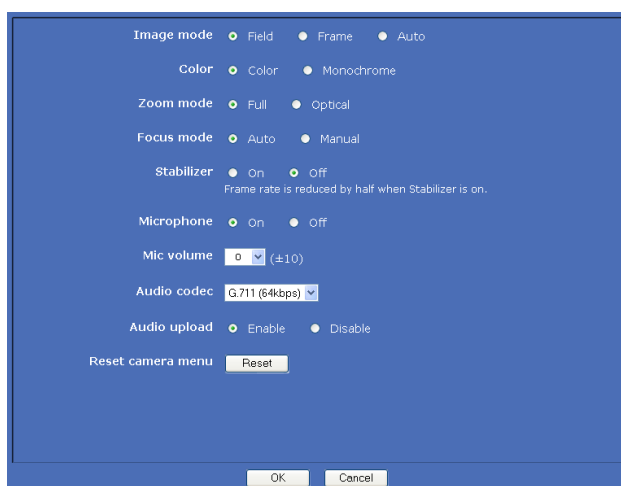 Image mode Field Frame Auto
Color Color Monochrome
Zoom mode Full Optical
Focus mode Auto Manual
Stabilizer On Off
Frame rate is reduced by half when Stabilizer is on.
Microphone On Off
Mic volume 0 (±10)
Audio codec G.711 (64kbps)
Audio upload Enable Disable
Reset camera menu Reset
OK Cancel